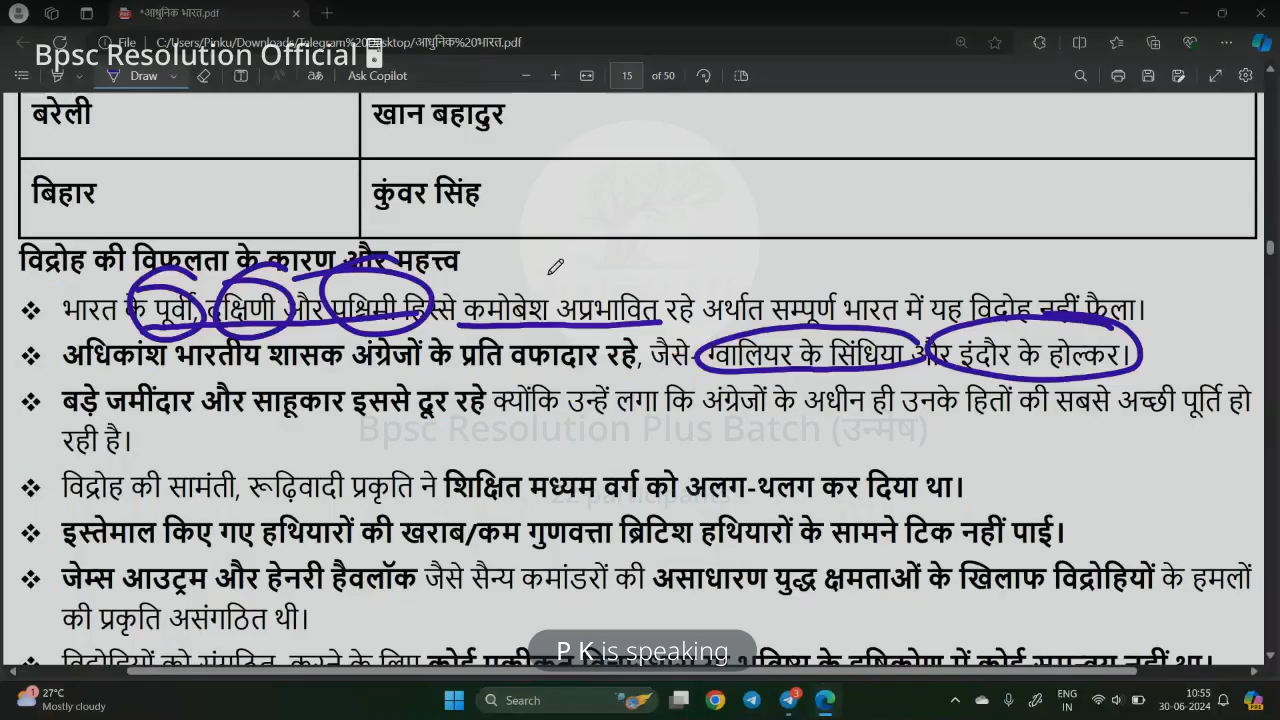 *आधुनिक भारत.pdf
File C:/Users/Pinku/Downloads/Telegram%20Desktop/आधुनिक%20भारत.pdf
Bpsc Resolution Official
Draw Ask Copilot 15 of 50
बरेली खान बहादुर
बिहार कुंवर सिंह
विद्रोह की विफलता के कारण और महत्त्व
❖ भारत के पूर्वी, दक्षिणी और पश्चिमी हिस्से कमोबेश अप्रभावित रहे अर्थात सम्पूर्ण भारत में यह विद्रोह नहीं फैला।
❖ अधिकांश भारतीय शासक अंग्रेजों के प्रति वफादार रहे, जैसे- ग्वालियर के सिंधिया और इंदौर के होल्कर।
❖ बड़े जमींदार और साहूकार इससे दूर रहे क्योंकि उन्हें लगा कि अंग्रेजों के अधीन ही उनके हितों की सबसे अच्छी पूर्ति हो
Bpsc Resolution Plus Batch (उन्मेष)
रही है।
❖ विद्रोह की सामंती, रूढ़िवादी प्रकृति ने शिक्षित मध्यम वर्ग को अलग-थलग कर दिया था।
22 participants
❖ इस्तेमाल किए गए हथियारों की खराब/कम गुणवत्ता ब्रिटिश हथियारों के सामने टिक नहीं पाई।
❖ जेम्स आउट्रम और हेनरी हैवलॉक जैसे सैन्य कमांडरों की असाधारण युद्ध क्षमताओं के खिलाफ विद्रोहियों के हमलों
की प्रकृति असंगठित थी।
P K is speaking
27°C
Mostly cloudy
Search
ENG
IN
10:55
30-06-2024